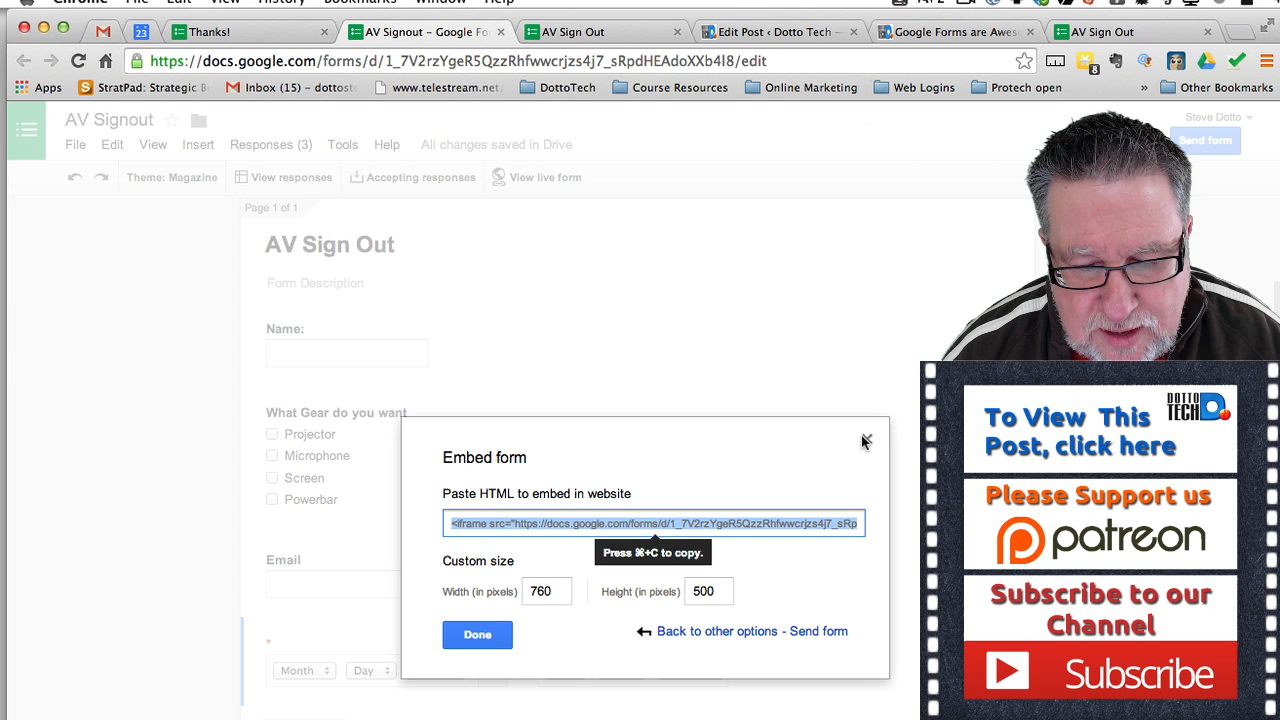 Chrome File Edit View History Bookmarks Window Help
23
Thanks!
AV Signout – Google Fo
AV Sign Out
Edit Post ‹ Dotto Tech
Google Forms are Awes
AV Sign Out
https://docs.google.com/forms/d/1_7V2rzYgeR5QzzRhfwwcrjzs4j7_sRpdHEAdoXXb4l8/edit
8
Apps
StratPad: Strategic B
Inbox (15) – dottost
www.telestream.net
DottoTech
Course Resources
Online Marketing
Web Logins
Protech open
»
Other Bookmarks
AV Signout
Steve Dotto
File Edit View Insert Responses (3) Tools Help All changes saved in Drive
Send form
Theme: Magazine
View responses
Accepting responses
View live form
Page 1 of 1
AV Sign Out
Form Description
Name:
What Gear do you want
Projector
Microphone
Screen
Powerbar
Email
*
Month
Day
Embed form
Paste HTML to embed in website
<iframe src="https://docs.google.com/forms/d/1_7V2rzYgeR5QzzRhfwwcrjzs4j7_sRp
Press ⌘+C to copy.
Custom size
Width (in pixels) 760 Height (in pixels) 500
Done
Back to other options - Send form
To View This
Post, click here
DOTTO
TECH
Please Support us
patreon
Subscribe to our
Channel
Subscribe